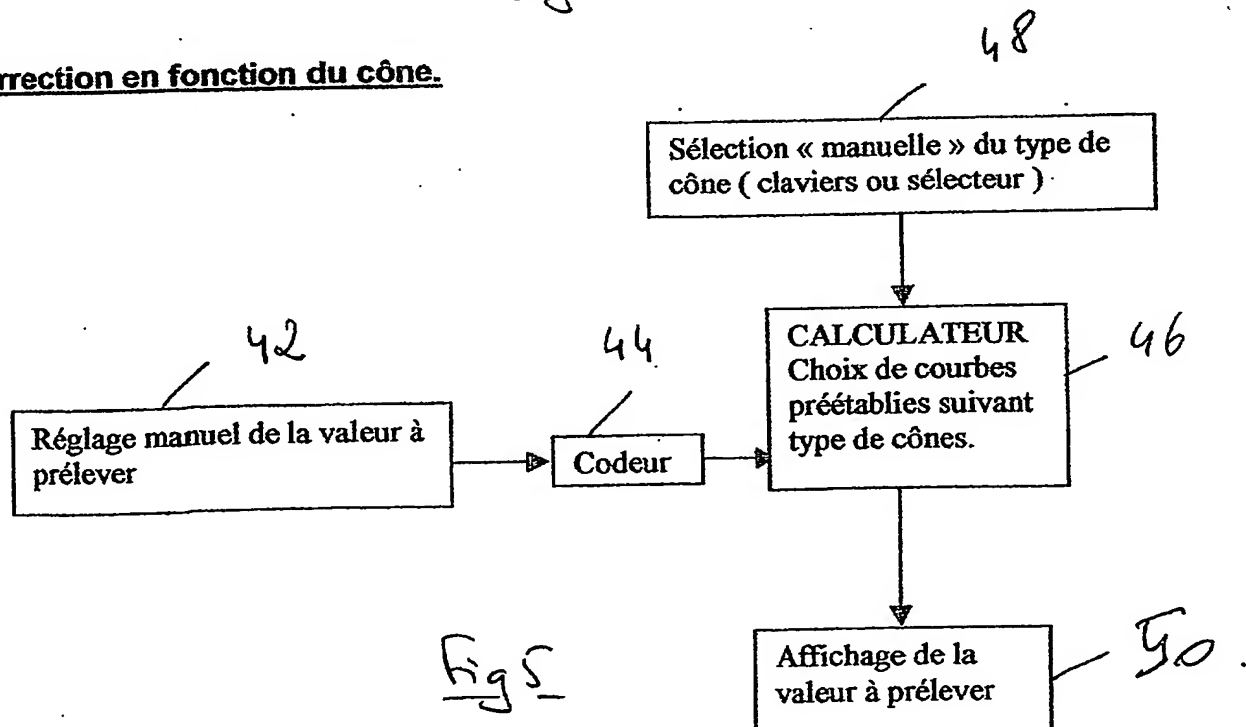 rrection en fonction du cône.
48
Sélection « manuelle » du type de
cône ( claviers ou sélecteur )
42
44
CALCULATEUR
Choix de courbes
préétablies suivant
type de cônes.
46
Réglage manuel de la valeur à
prélever
Codeur
Fig 5
Affichage de la
valeur à prélever
50.